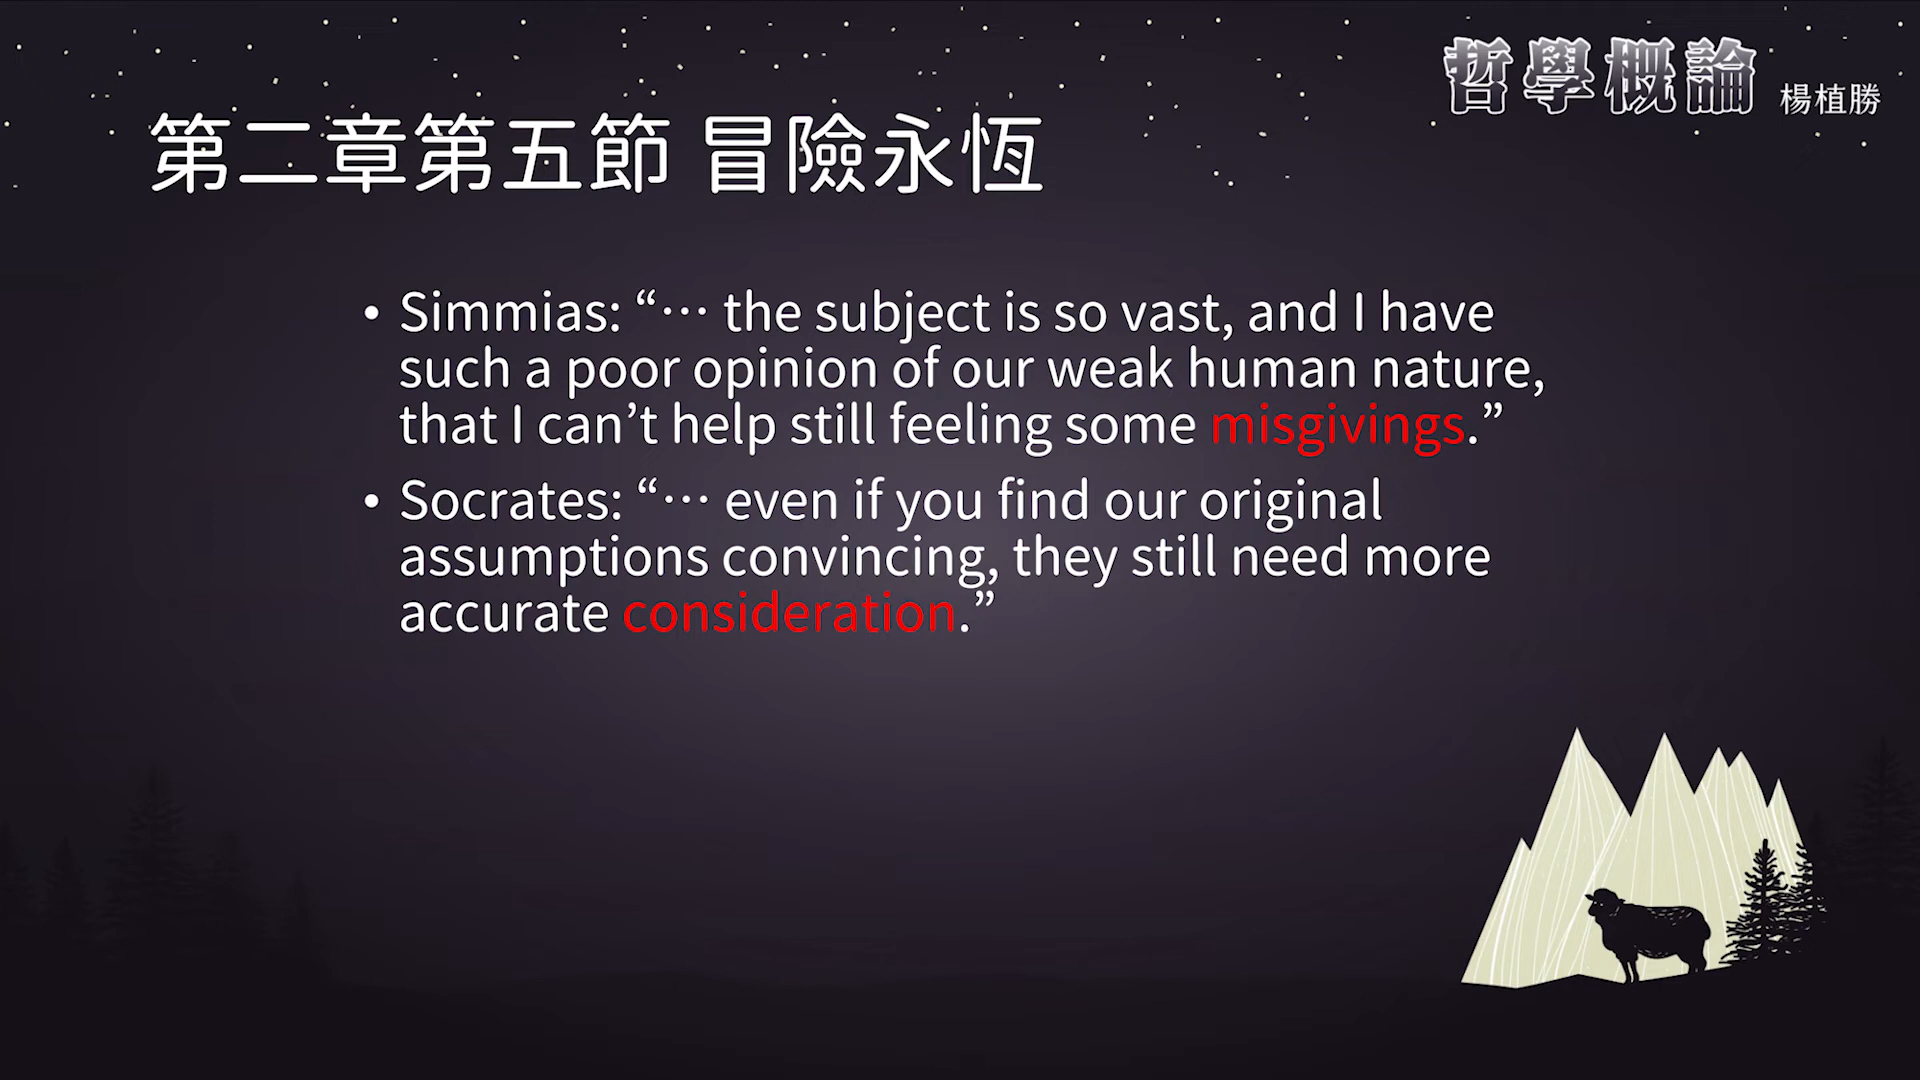 哲學概論 楊植勝
第二章第五節 冒險永恆
• Simmias: “… the subject is so vast, and I have
such a poor opinion of our weak human nature,
that I can’t help still feeling some misgivings.”
• Socrates: “… even if you find our original
assumptions convincing, they still need more
accurate consideration.”